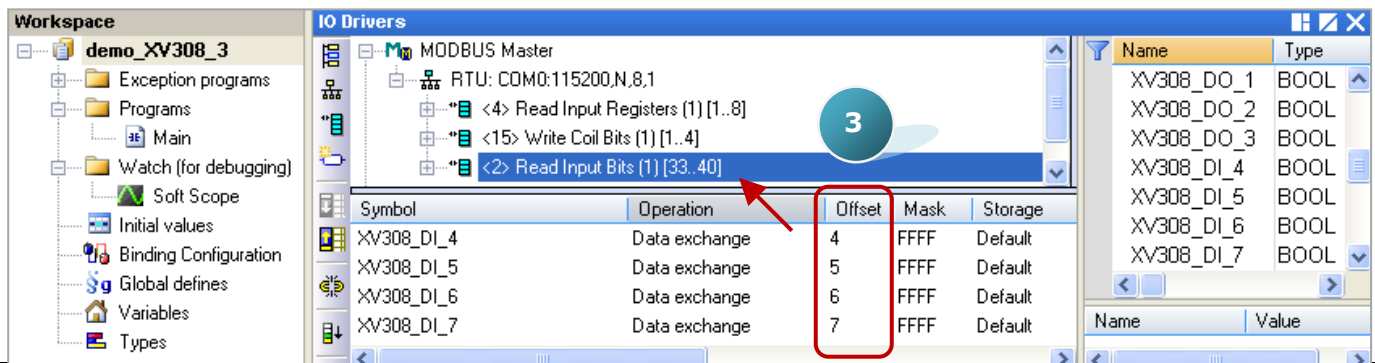 Workspace
demo_XV308_3
Exception programs
Programs
Main
Watch (for debugging)
Soft Scope
Initial values
Binding Configuration
Global defines
Variables
Types
IO Drivers
MODBUS Master
RTU: COM0:115200,N,8,1
<4> Read Input Registers (1) [1..8]
<15> Write Coil Bits (1) [1..4]
<2> Read Input Bits (1) [33..40]
3
Symbol Operation Offset Mask Storage
XV308_DI_4 Data exchange 4 FFFF Default
XV308_DI_5 Data exchange 5 FFFF Default
XV308_DI_6 Data exchange 6 FFFF Default
XV308_DI_7 Data exchange 7 FFFF Default
Name Type
XV308_DO_1 BOOL
XV308_DO_2 BOOL
XV308_DO_3 BOOL
XV308_DI_4 BOOL
XV308_DI_5 BOOL
XV308_DI_6 BOOL
XV308_DI_7 BOOL
Name Value